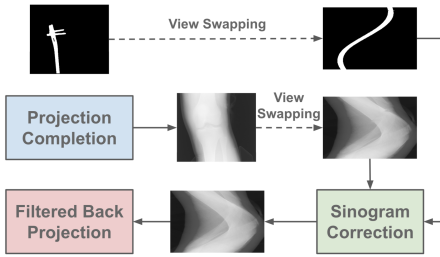 View Swapping
Projection
Completion
View
Swapping
Filtered Back
Projection
Sinogram
Correction